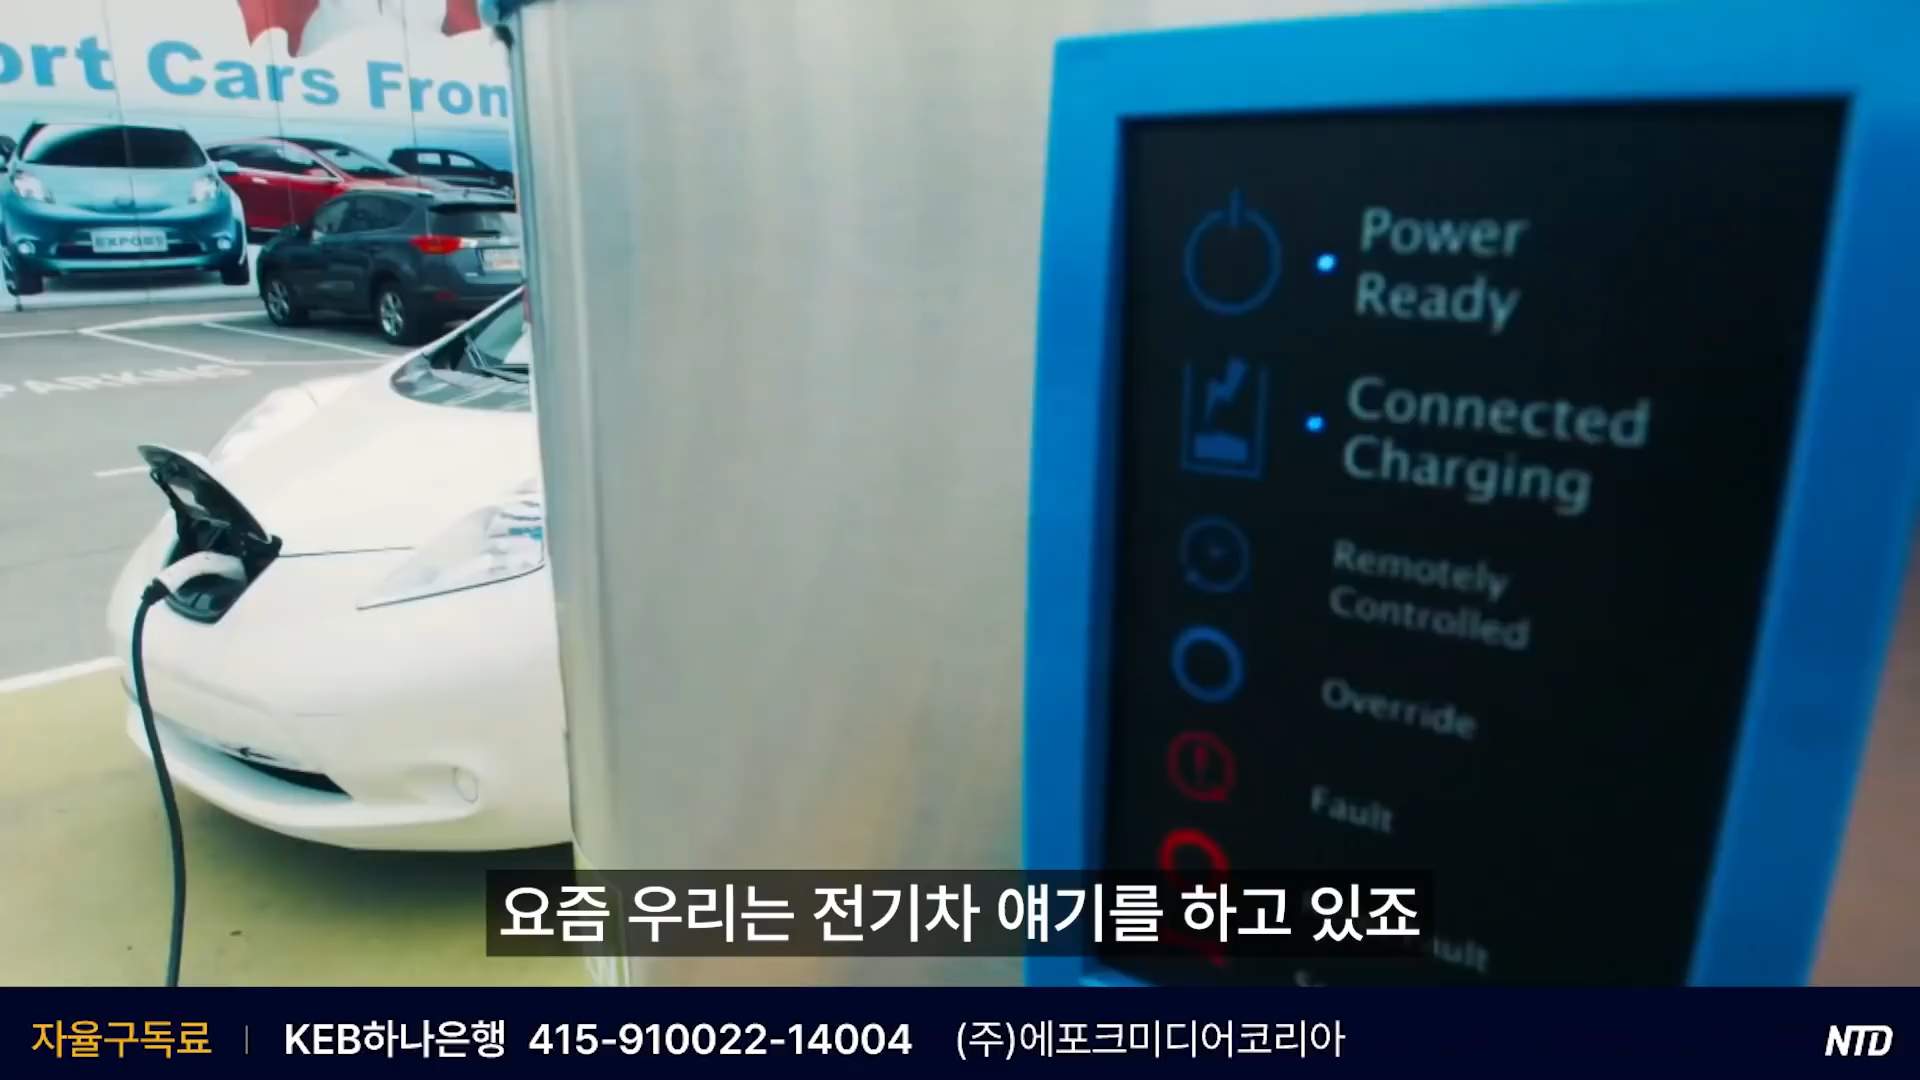 ort Cars From
EXPORT
PARKING
Power
Ready
Connected
Charging
Remotely
Controlled
Override
Fault
요즘 우리는 전기차 얘기를 하고 있죠
자율구독료 | KEB하나은행 415-910022-14004 (주)에포크미디어코리아
NTD